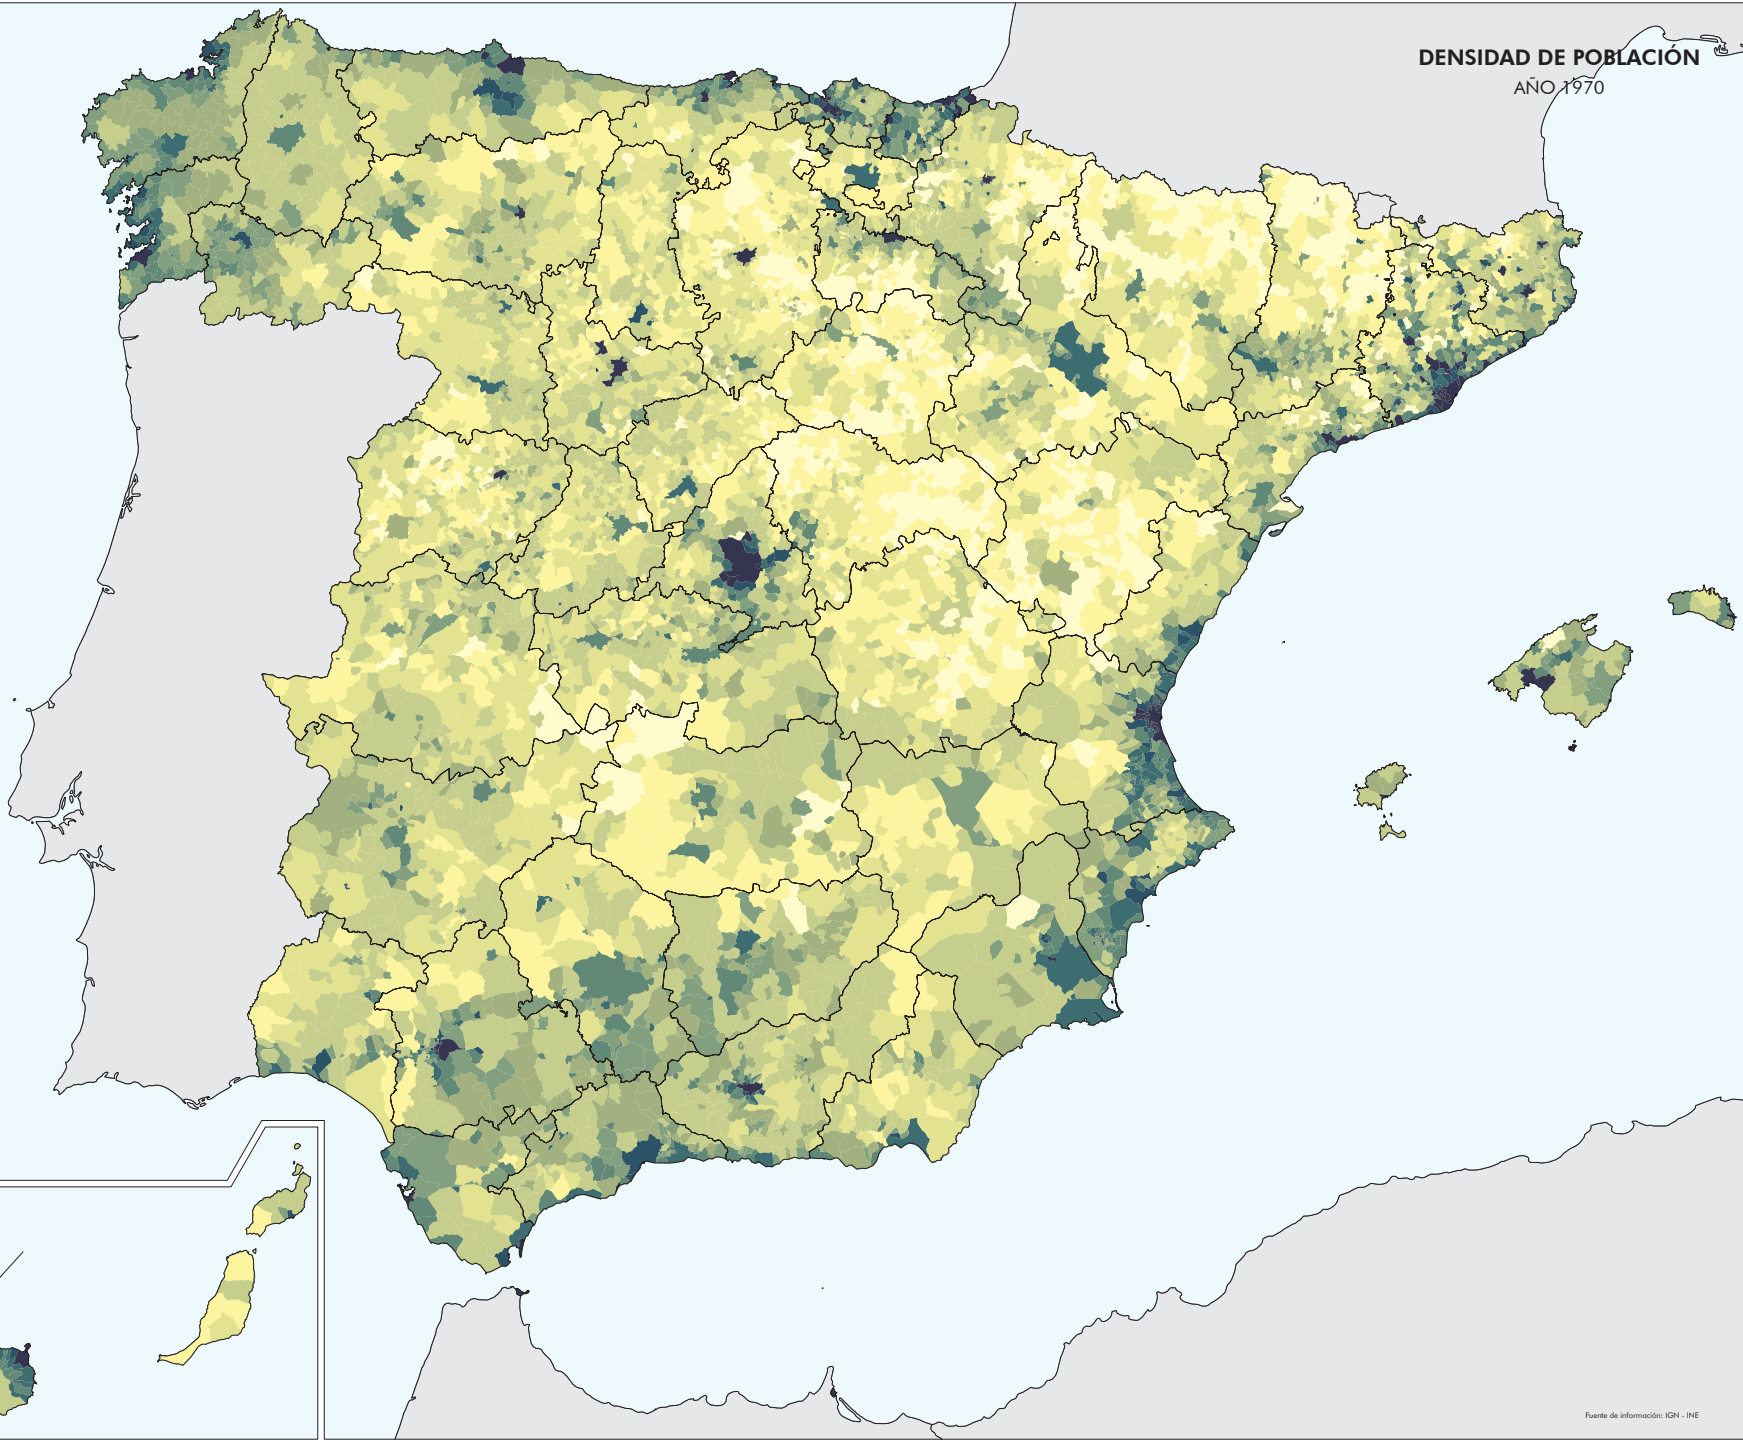 DENSIDAD DE POBLACIÓN
AÑO 1970
Fuente de información: IGN - INE